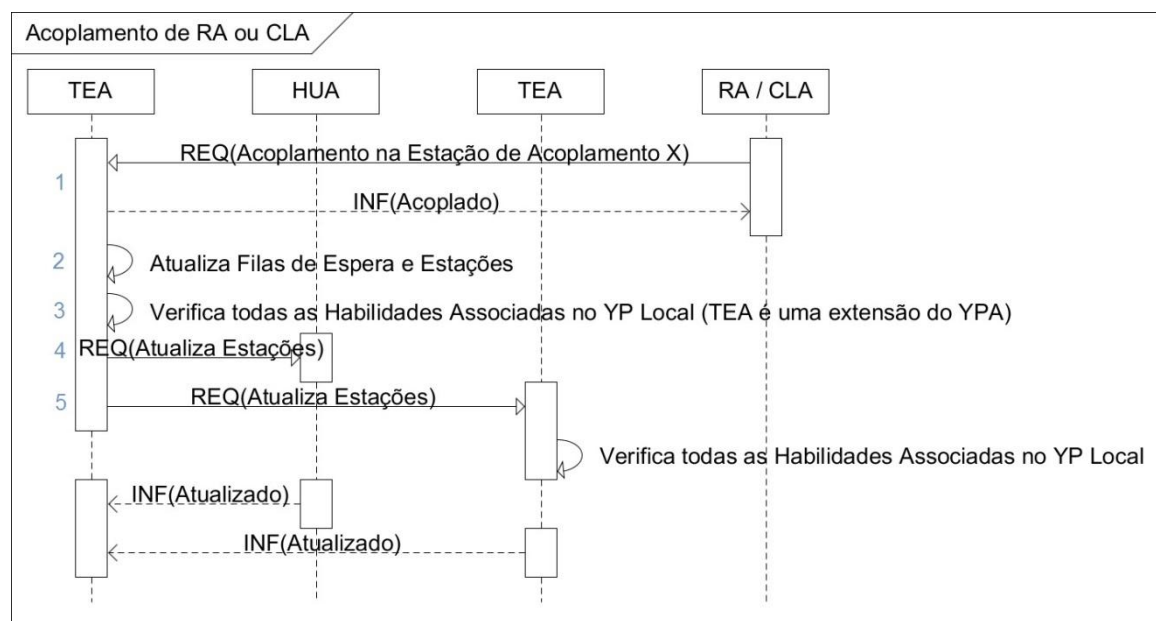 Acoplamento de RA ou CLA
TEA
HUA
TEA
RA / CLA
REQ(Acoplamento na Estação de Acoplamento X)
1
INF(Acoplado)
2
Atualiza Filas de Espera e Estações
3
Verifica todas as Habilidades Associadas no YP Local (TEA é uma extensão do YPA)
4
REQ(Atualiza Estações)
5
REQ(Atualiza Estações)
Verifica todas as Habilidades Associadas no YP Local
INF(Atualizado)
INF(Atualizado)